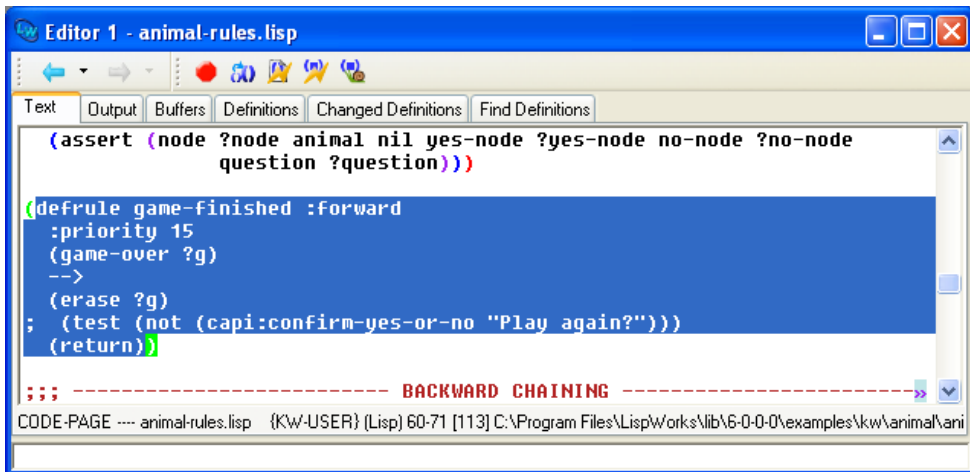 Editor 1 - animal-rules.lisp
Text Output Buffers Definitions Changed Definitions Find Definitions
(assert (node ?node animal nil yes-node ?yes-node no-node ?no-node
question ?question)))
(defrule game-finished :forward
:priority 15
(game-over ?g)
-->
(erase ?g)
;  (test (not (capi:confirm-yes-or-no "Play again?")))
(return))
;;; -------------------------- BACKWARD CHAINING ------------------------»
CODE-PAGE ---- animal-rules.lisp {KW-USER} (Lisp) 60-71 [113] C:\Program Files\LispWorks\lib\6-0-0-0\examples\kw\animal\ani